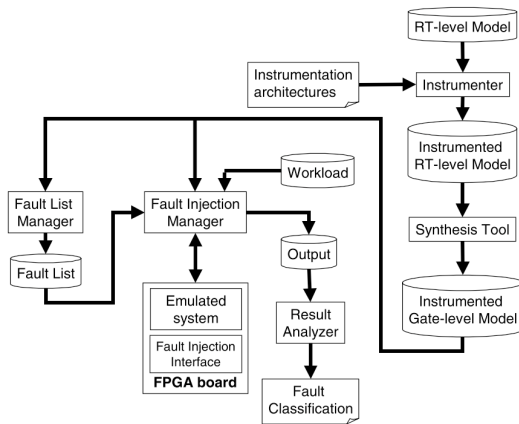 RT-level Model
Instrumentation
architectures
Instrumenter
Instrumented
RT-level Model
Workload
Fault List
Manager
Fault Injection
Manager
Synthesis Tool
Fault List
Output
Emulated
system
Instrumented
Gate-level Model
Result
Analyzer
Fault Injection
Interface
FPGA board
Fault
Classification